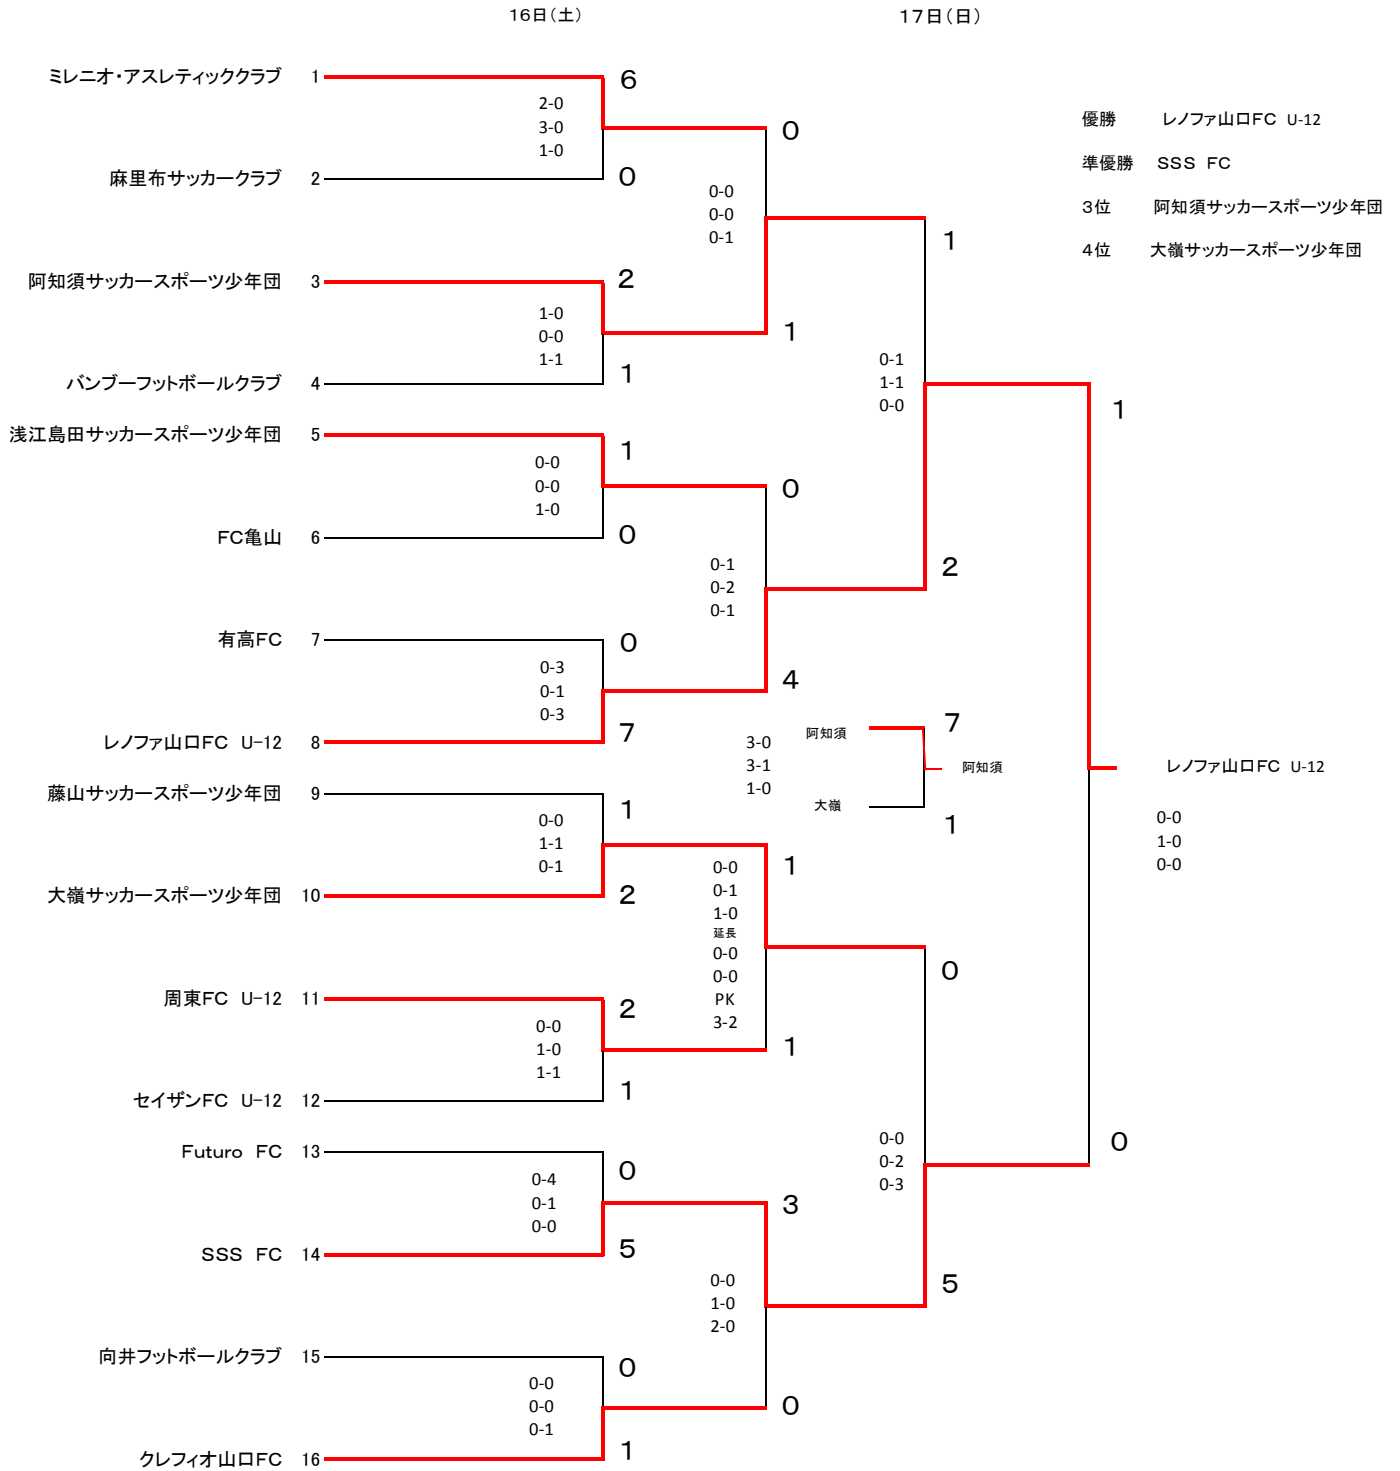 16日(土)
17日(日)
優勝 レノファ山口FC U-12
準優勝 SSS FC
3位 阿知須サッカースポーツ少年団
4位 大嶺サッカースポーツ少年団
ミレニオ・アスレティッククラブ 1
6
2-0
3-0
1-0
麻里布サッカークラブ 2
0
0
0-0
0-0
0-1
阿知須サッカースポーツ少年団 3
2
1-0
0-0
1-1
バンブーフットボールクラブ 4
1
1
1
0-1
1-1
0-0
浅江島田サッカースポーツ少年団 5
1
0-0
0-0
1-0
FC亀山 6
0
0
0-1
0-2
0-1
有高FC 7
0
0-3
0-1
0-3
レノファ山口FC U-12 8
7
4
2
1
3-0
3-1
1-0
阿知須
7
阿知須
大嶺
1
レノファ山口FC U-12
0-0
1-0
0-0
藤山サッカースポーツ少年団 9
1
0-0
1-1
0-1
大嶺サッカースポーツ少年団 10
2
1
0-0
0-1
1-0
延長
0-0
0-0
PK
3-2
周東FC U-12 11
2
0-0
1-0
1-1
セイザンFC U-12 12
1
1
0
0-0
0-2
0-3
0
Futuro FC 13
0
0-4
0-1
0-0
SSS FC 14
5
3
0-0
1-0
2-0
5
向井フットボールクラブ 15
0
0-0
0-0
0-1
クレフィオ山口FC 16
1
0